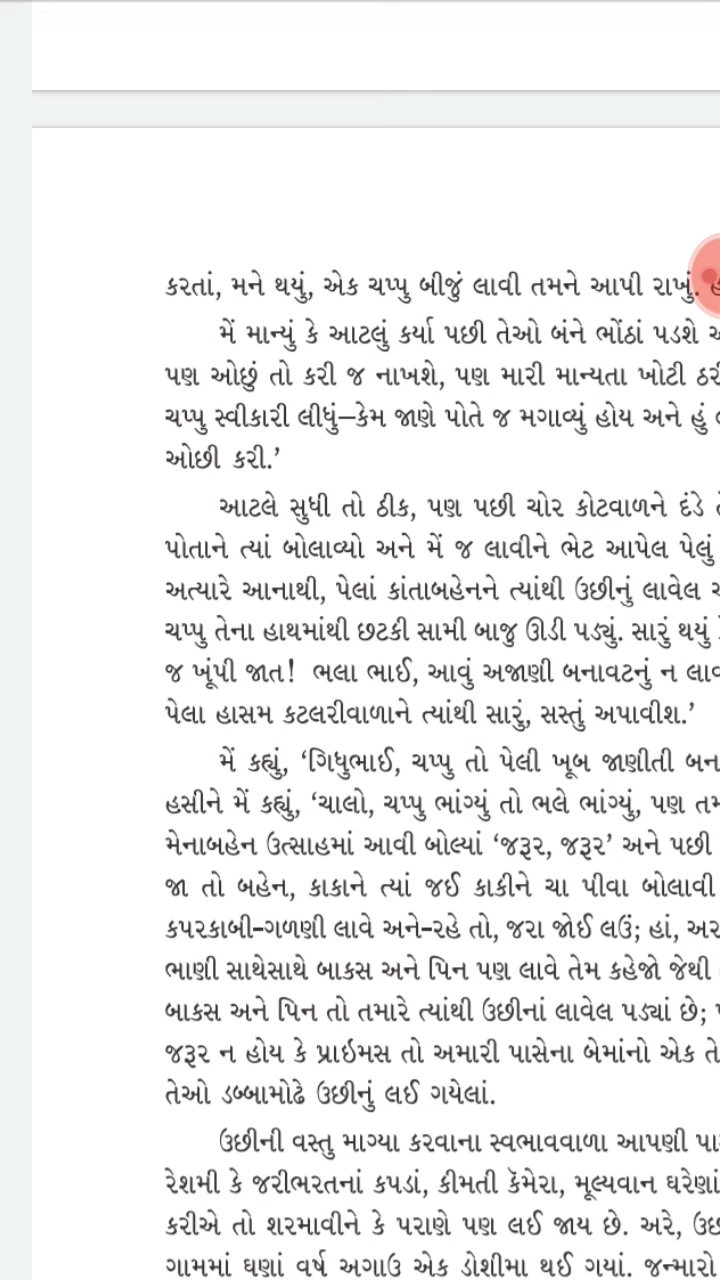 કરતાં, મને થયું, એક ચપ્પુ બીજું લાવી તમને આપી રાખું.
મેં માન્યું કે આટલું કર્યા પછી તેઓ બંને ભોંઠાં પડશે
પણ ઓછું તો કરી જ નાખશે, પણ મારી માન્યતા ખોટી ઠરી
ચપ્પુ સ્વીકારી લીધું–કેમ જાણે પોતે જ મગાવ્યું હોય અને હું
ઓછી કરી.’
આટલે સુધી તો ઠીક, પણ પછી ચોર કોટવાળને દંડે
પોતાને ત્યાં બોલાવ્યો અને મેં જ લાવીને ભેટ આપેલ પેલું
અત્યારે આનાથી, પેલાં કાંતાબહેનને ત્યાંથી ઉછીનું લાવેલ
ચપ્પુ તેના હાથમાંથી છટકી સામી બાજુ ઊડી પડ્યું. સારું થયું
જ ખૂંપી જાત! ભલા ભાઈ, આવું અજાણી બનાવટનું ન
પેલા હાસમ કટલરીવાળાને ત્યાંથી સારું, સસ્તું અપાવીશ.’
મેં કહ્યું, ‘ગિધુભાઈ, ચપ્પુ તો પેલી ખૂબ જાણીતી
હસીને મેં કહ્યું, ‘ચાલો, ચપ્પુ ભાંગ્યું તો ભલે ભાંગ્યું, પણ
મેનાબહેન ઉત્સાહમાં આવી બોલ્યાં ‘જરૂર, જરૂર’ અને પછી
જા તો બહેન, કાકાને ત્યાં જઈ કાકીને ચા પીવા બોલાવી
કપરકાબી-ગળણી લાવે અને-રહે તો, જરા જોઈ લઉં; હાં,
ભાણી સાથેસાથે બાકસ અને પિન પણ લાવે તેમ કહેજો જેથી
બાકસ અને પિન તો તમારે ત્યાંથી ઉછીનાં લાવેલ પડ્યાં છે;
જરૂર ન હોય કે પ્રાઇમસ તો અમારી પાસેના બેમાંનો એક
તેઓ ડબ્બામોઢે ઉછીનું લઈ ગયેલાં.
ઉછીની વસ્તુ માગ્યા કરવાના સ્વભાવવાળા આપણી
રેશમી કે જરીભરતનાં કપડાં, કીમતી કૅમેરા, મૂલ્યવાન ઘરેણાં
કરીએ તો શરમાવીને કે પરાણે પણ લઈ જાય છે. અરે,
ગામમાં ઘણાં વર્ષ અગાઉ એક ડોશીમા થઈ ગયાં. જન્મારો